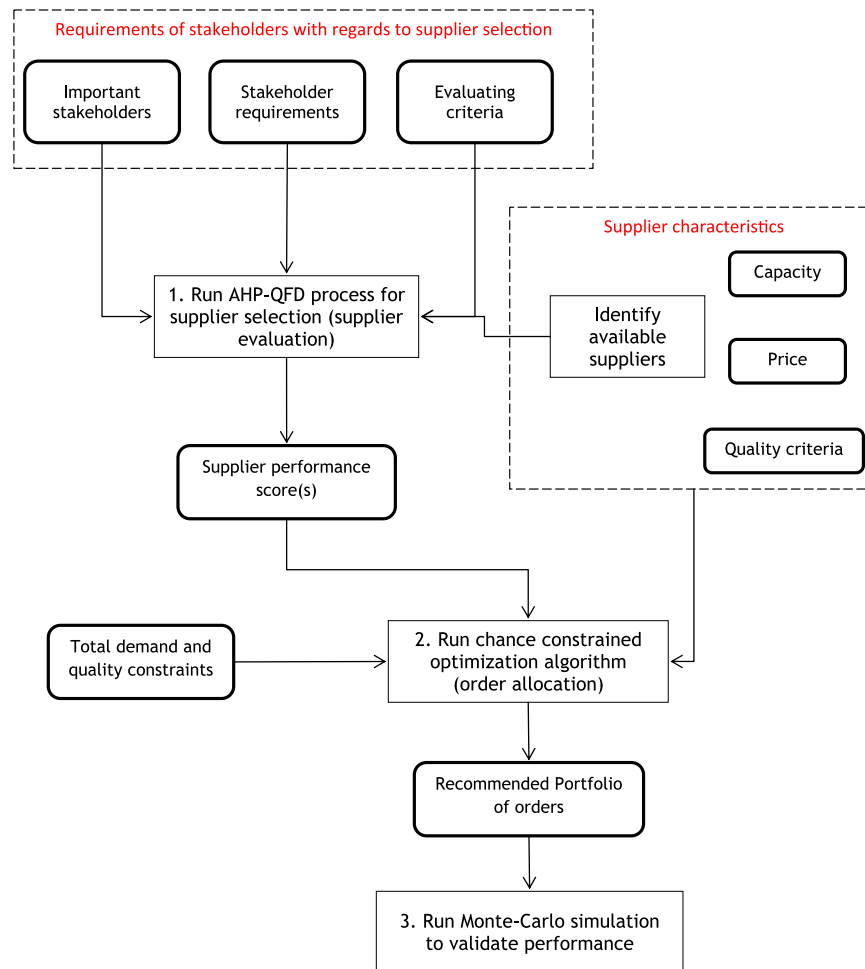 Requirements of stakeholders with regards to supplier selection
Important
stakeholders
Stakeholder
requirements
Evaluating
criteria
Supplier characteristics
Capacity
1. Run AHP-QFD process for
supplier selection (supplier
evaluation)
Identify
available
suppliers
Price
Quality criteria
Supplier performance
score(s)
Total demand and
quality constraints
2. Run chance constrained
optimization algorithm
(order allocation)
Recommended Portfolio
of orders
3. Run Monte-Carlo simulation
to validate performance